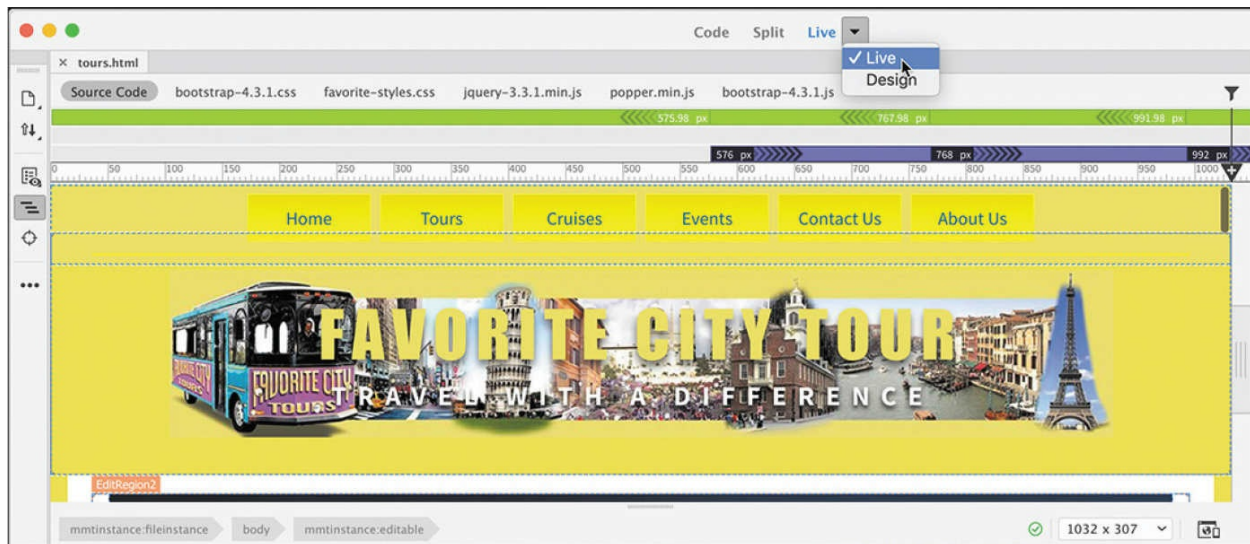 Code Split Live
✓ Live
Design
× tours.html
Source Code bootstrap-4.3.1.css favorite-styles.css jquery-3.3.1.min.js popper.min.js bootstrap-4.3.1.js
575.98 px 767.98 px 991.98 px
576 px 768 px 992 px
0 50 100 150 200 250 300 350 400 450 500 550 600 650 700 750 800 850 900 950 1000
Home Tours Cruises Events Contact Us About Us
FAVORITE CITY TOUR
TRAVEL WITH A DIFFERENCE
FAVORITE CITY
TOURS
FAVORITE CITY
TOURS
EditRegion2
mmtinstance:fileinstance body mmtinstance:editable
1032 x 307